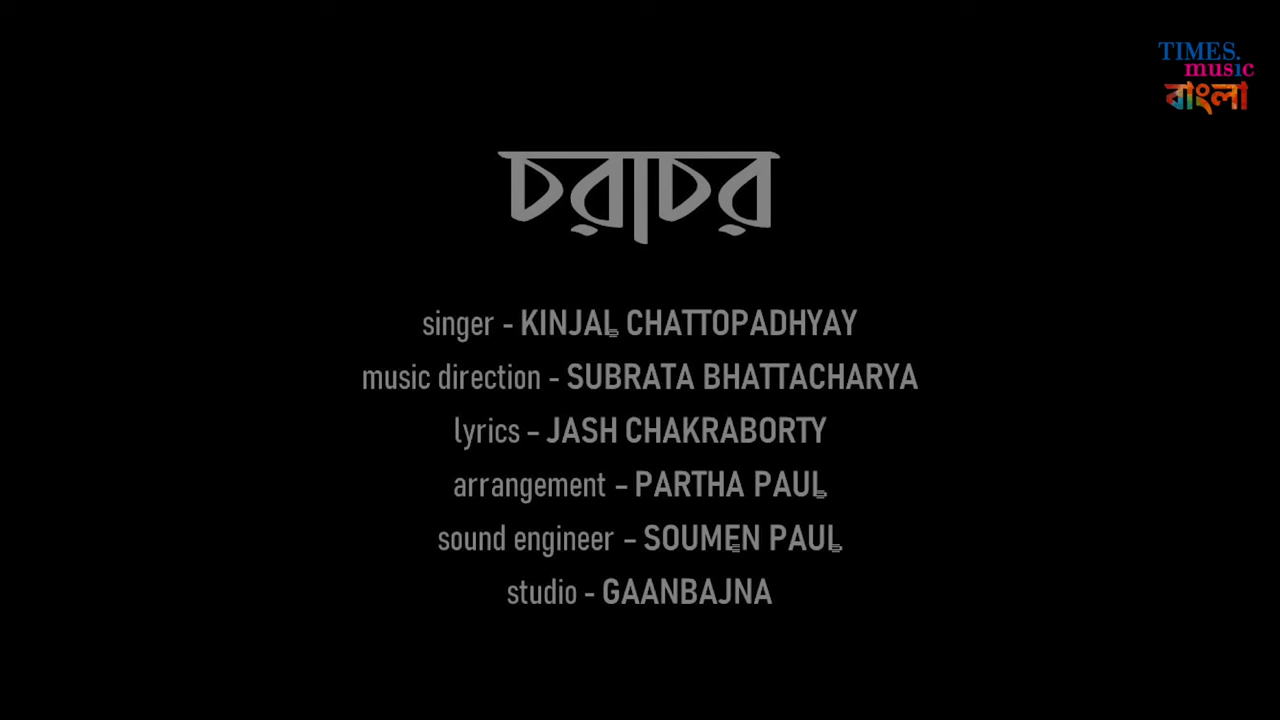 TIMES.
music
বাংলা
চরাচর
singer - KINJAL CHATTOPADHYAY
music direction - SUBRATA BHATTACHARYA
lyrics - JASH CHAKRABORTY
arrangement - PARTHA PAUL
sound engineer - SOUMEN PAUL
studio - GAANBAJNA